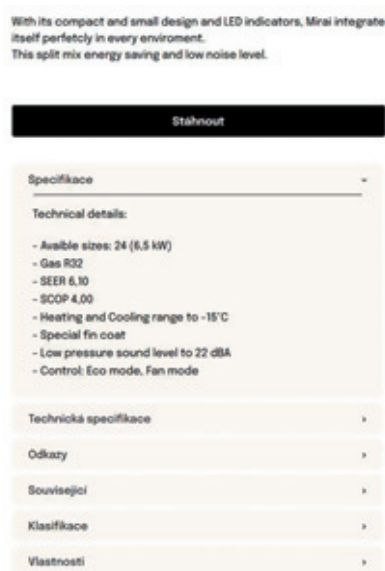 With its compact and small design and LED indicators, Mirai integrate
itself perfetcly in every enviroment.
This split mix energy saving and low noise level.
Stáhnout
Specifikace
Technical details:
- Avaible sizes: 24 (6,5 kW)
- Gas R32
- SEER 6,10
- SCOP 4,00
- Heating and Cooling range to -15°C
- Special fin coat
- Low pressure sound level to 22 dBA
- Control: Eco mode, Fan mode
Technická specifikace
Odkazy
Související
Klasifikace
Vlastnosti